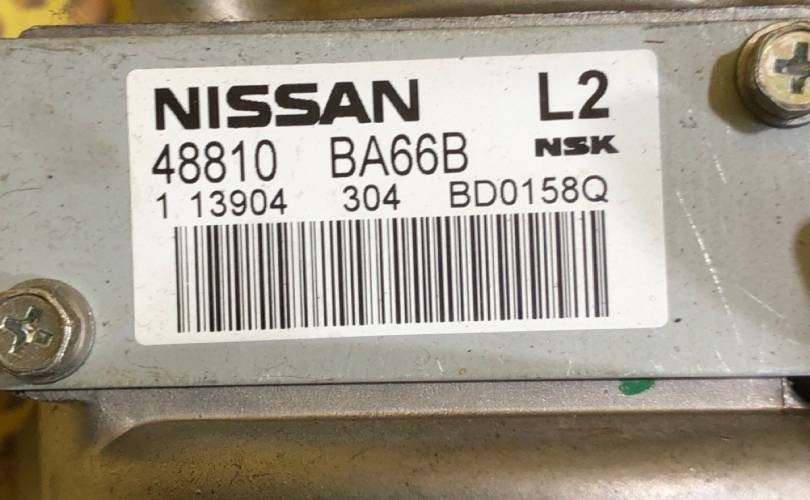 NISSAN L2
48810 BA66B NSK
1 13904 304 BD0158Q